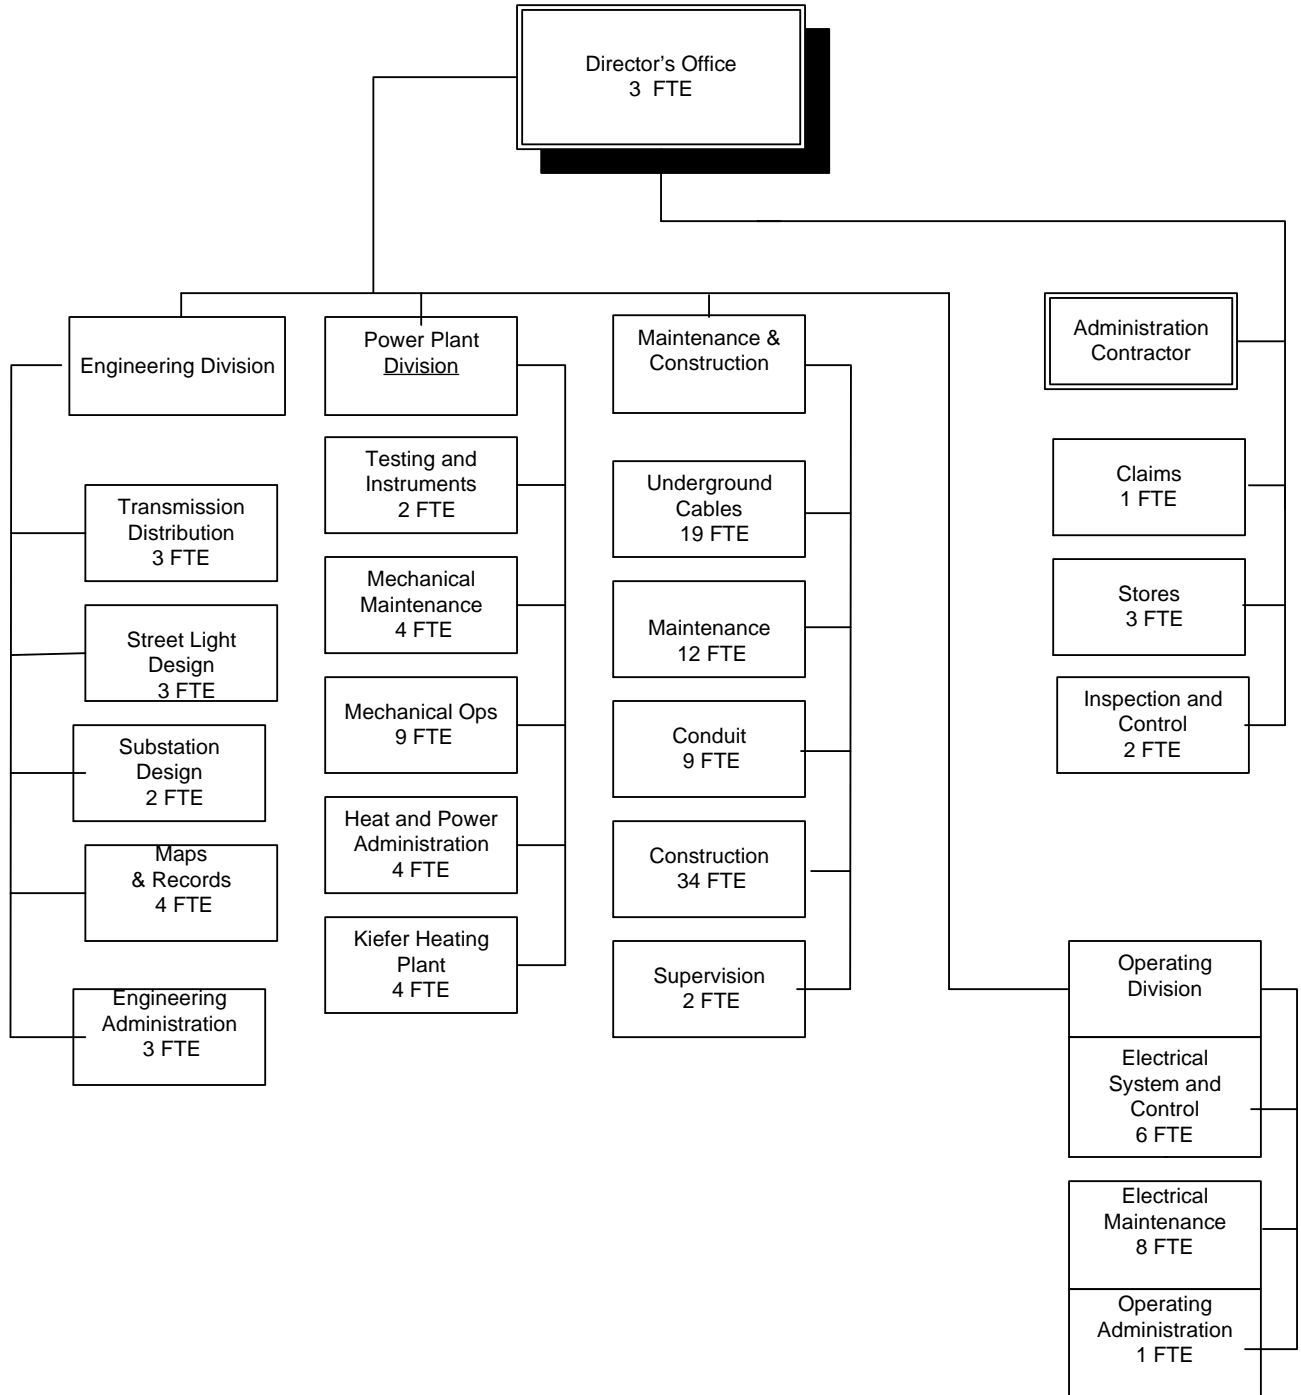 Director’s Office
3 FTE
Engineering Division
Transmission
Distribution
3 FTE
Street Light
Design
3 FTE
Substation
Design
2 FTE
Maps
& Records
4 FTE
Engineering
Administration
3 FTE
Power Plant
Division
Testing and
Instruments
2 FTE
Mechanical
Maintenance
4 FTE
Mechanical Ops
9 FTE
Heat and Power
Administration
4 FTE
Kiefer Heating
Plant
4 FTE
Maintenance &
Construction
Underground
Cables
19 FTE
Maintenance
12 FTE
Conduit
9 FTE
Construction
34 FTE
Supervision
2 FTE
Administration
Contractor
Claims
1 FTE
Stores
3 FTE
Inspection and
Control
2 FTE
Operating
Division
Electrical
System and
Control
6 FTE
Electrical
Maintenance
8 FTE
Operating
Administration
1 FTE